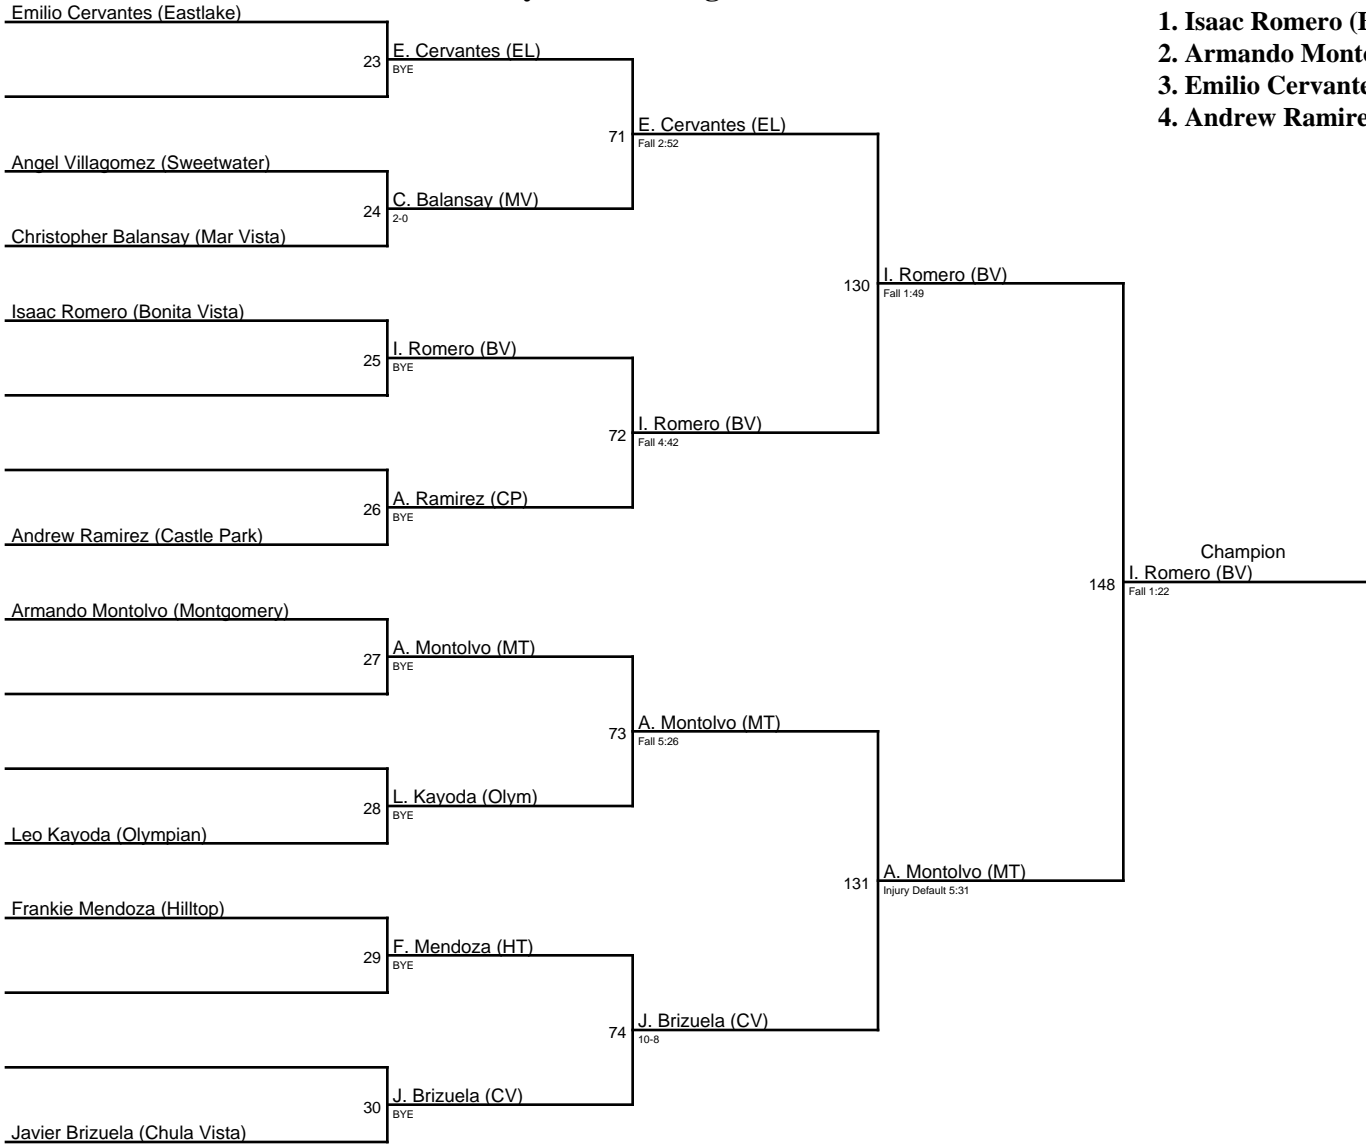 Emilio Cervantes (Eastlake)
23
E. Cervantes (EL)
BYE
71
E. Cervantes (EL)
Fall 2:52
Angel Villagomez (Sweetwater)
24
C. Balansay (MV)
2-0
Christopher Balansay (Mar Vista)
130
I. Romero (BV)
Fall 1:49
Isaac Romero (Bonita Vista)
25
I. Romero (BV)
BYE
72
I. Romero (BV)
Fall 4:42
26
A. Ramirez (CP)
BYE
Andrew Ramirez (Castle Park)
148
Champion
I. Romero (BV)
Fall 1:22
Armando Montolvo (Montgomery)
27
A. Montolvo (MT)
BYE
73
A. Montolvo (MT)
Fall 5:26
28
L. Kayoda (Olym)
BYE
Leo Kayoda (Olympian)
131
A. Montolvo (MT)
Injury Default 5:31
Frankie Mendoza (Hilltop)
29
F. Mendoza (HT)
BYE
74
J. Brizuela (CV)
10-8
30
J. Brizuela (CV)
BYE
Javier Brizuela (Chula Vista)
1. Isaac Romero (
2. Armando Mont
3. Emilio Cervante
4. Andrew Ramire